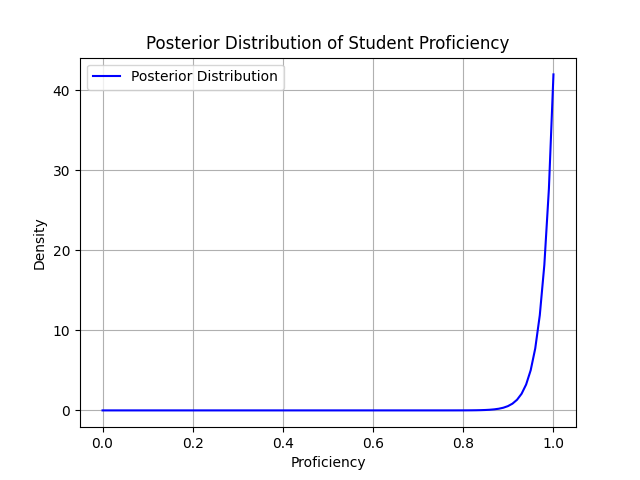 Posterior Distribution of Student Proficiency
Posterior Distribution
40
30
20
10
0
Density
0.0 0.2 0.4 0.6 0.8 1.0
Proficiency